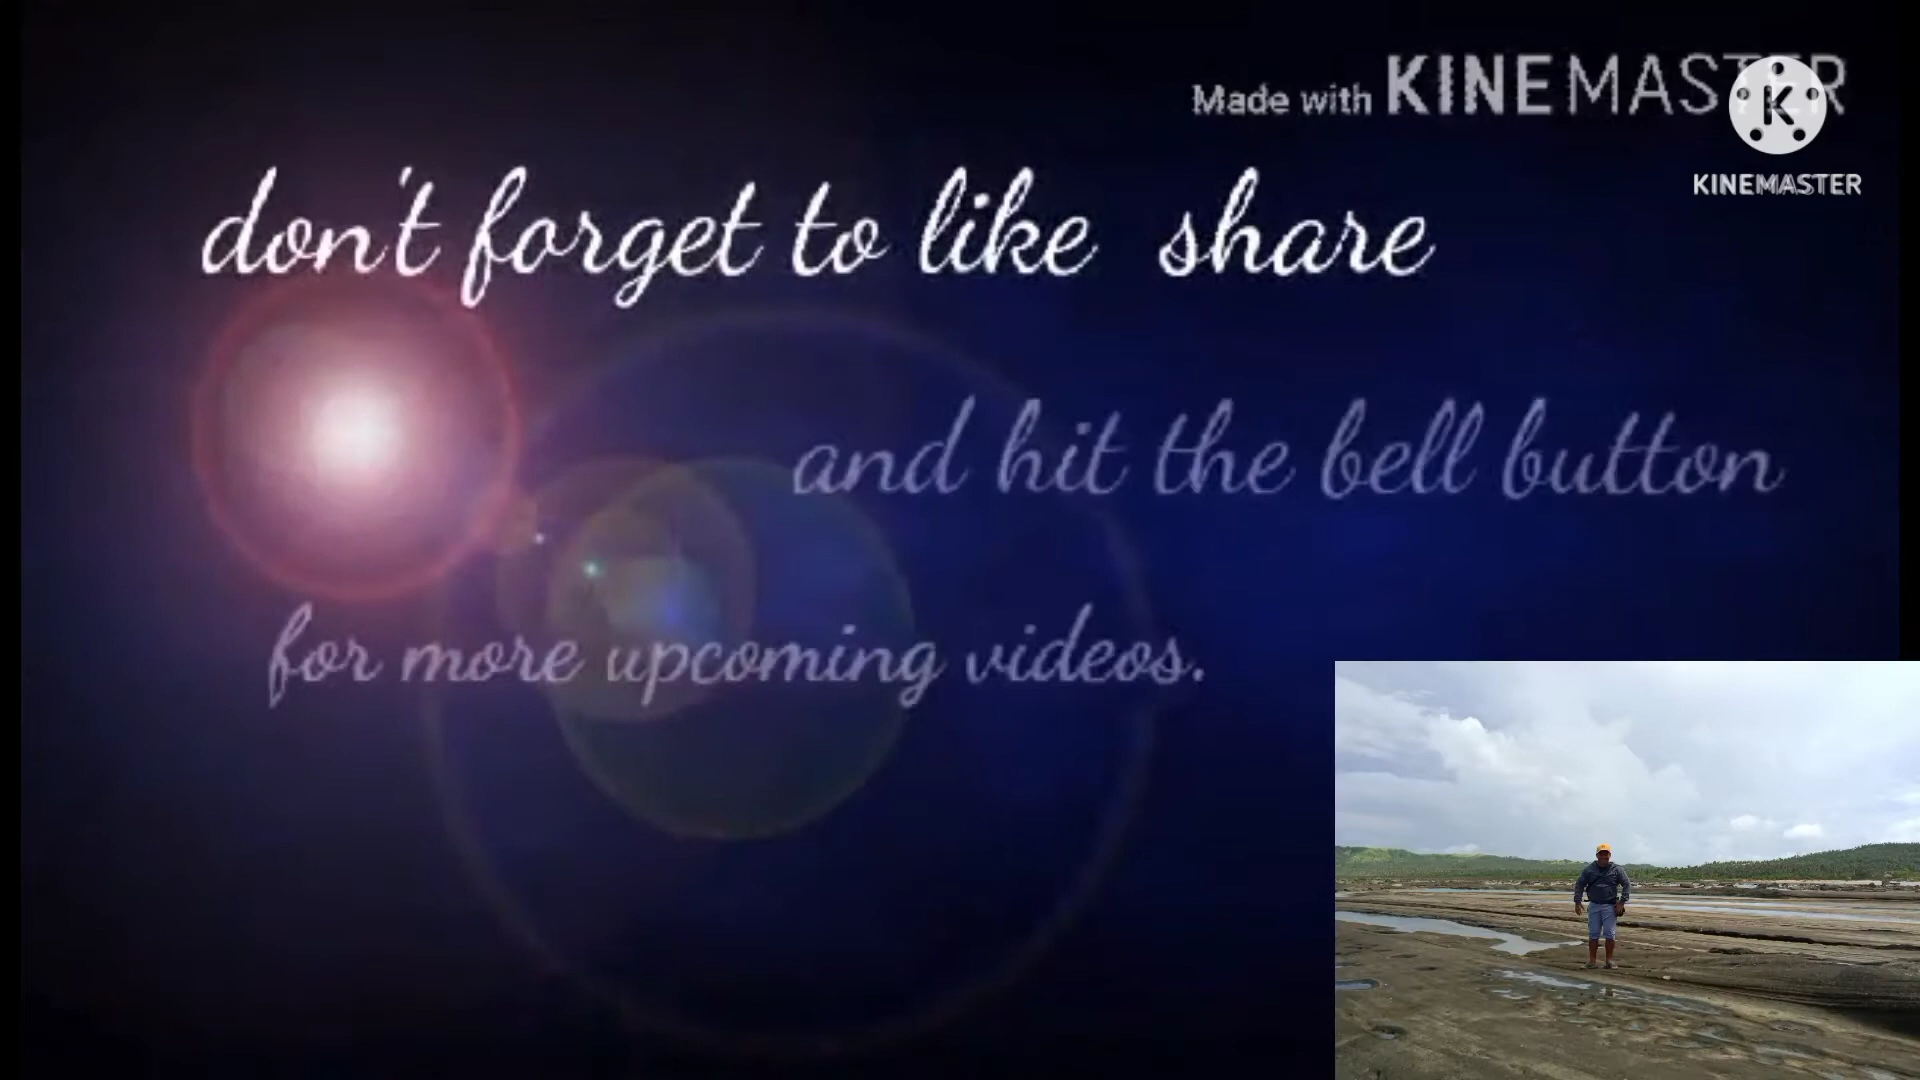 Made with KINEMASTER
KINEMASTER
don't forget to like share
and hit the bell button
for more upcoming videos.